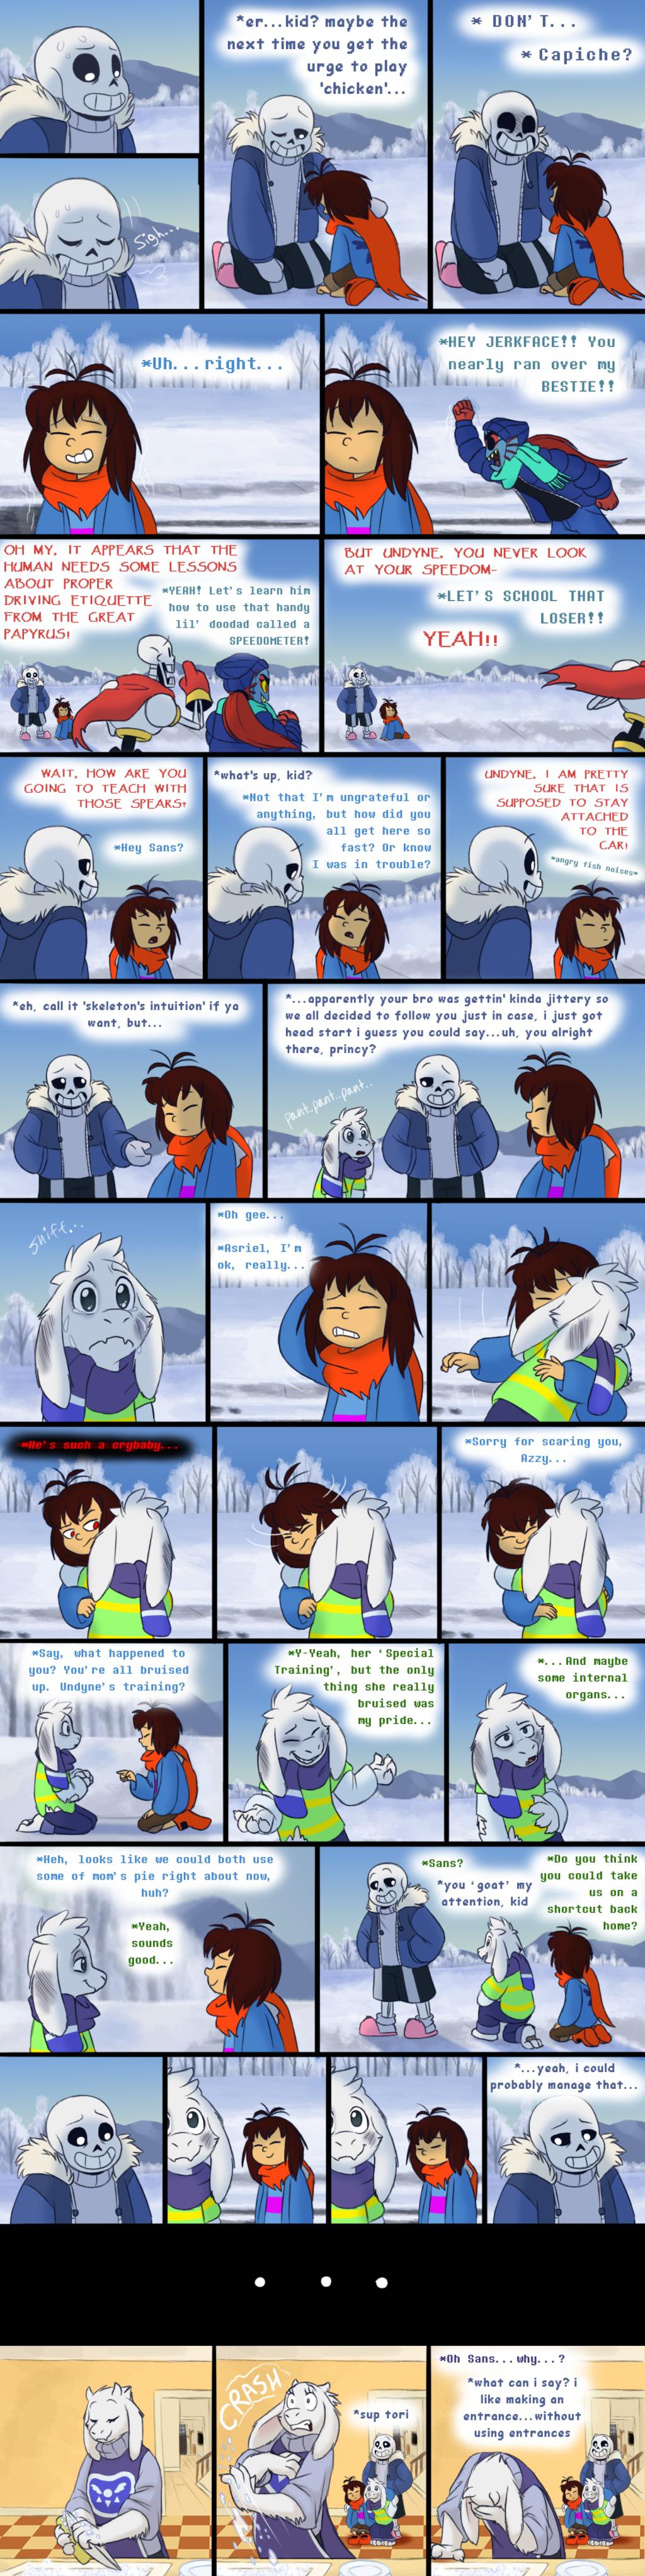 *er...kid? maybe the
next time you get the
urge to play
'chicken'...
* DON'T...
* Capiche?
Sigh...
*Uh...right...
*HEY JERKFACE!! You
nearly ran over my
BESTIE!!
OH MY, IT APPEARS THAT THE
HUMAN NEEDS SOME LESSONS
ABOUT PROPER
DRIVING ETIQUETTE
FROM THE GREAT
PAPYRUS!
*YEAH! Let's learn him
how to use that handy
lil' doodad called a
SPEEDOMETER!
BUT UNDYNE, YOU NEVER LOOK
AT YOUR SPEEDOM-
*LET'S SCHOOL THAT
LOSER!!
YEAH!!
WAIT, HOW ARE YOU
GOING TO TEACH WITH
THOSE SPEARS?
*Hey Sans?
*what's up, kid?
*Not that I'm ungrateful or
anything, but how did you
all get here so
fast? Or know
I was in trouble?
UNDYNE, I AM PRETTY
SURE THAT IS
SUPPOSED TO STAY
ATTACHED
TO THE
CAR!
*angry fish noises*
*eh, call it 'skeleton's intuition' if ya
want, but...
*...apparently your bro was gettin' kinda jittery so
we all decided to follow you just in case, i just got
head start i guess you could say...uh, you alright
there, princy?
pant..pant..pant..
sniff...
*Oh gee...
*Asriel, I'm
ok, really...
*He's such a crybaby...
*Sorry for scaring you,
Azzy...
*Say, what happened to
you? You're all bruised
up. Undyne's training?
*Y-Yeah, her 'Special
Training', but the only
thing she really
bruised was
my pride...
*...And maybe
some internal
organs...
*Heh, looks like we could both use
some of mom's pie right about now,
huh?
*Yeah,
sounds
good...
*Sans?
*you 'goat' my
attention, kid
*Do you think
you could take
us on a
shortcut back
home?
*...yeah, i could
probably manage that...
CRASH
*sup tori
*Oh Sans...why...?
*what can i say? i
like making an
entrance...without
using entrances